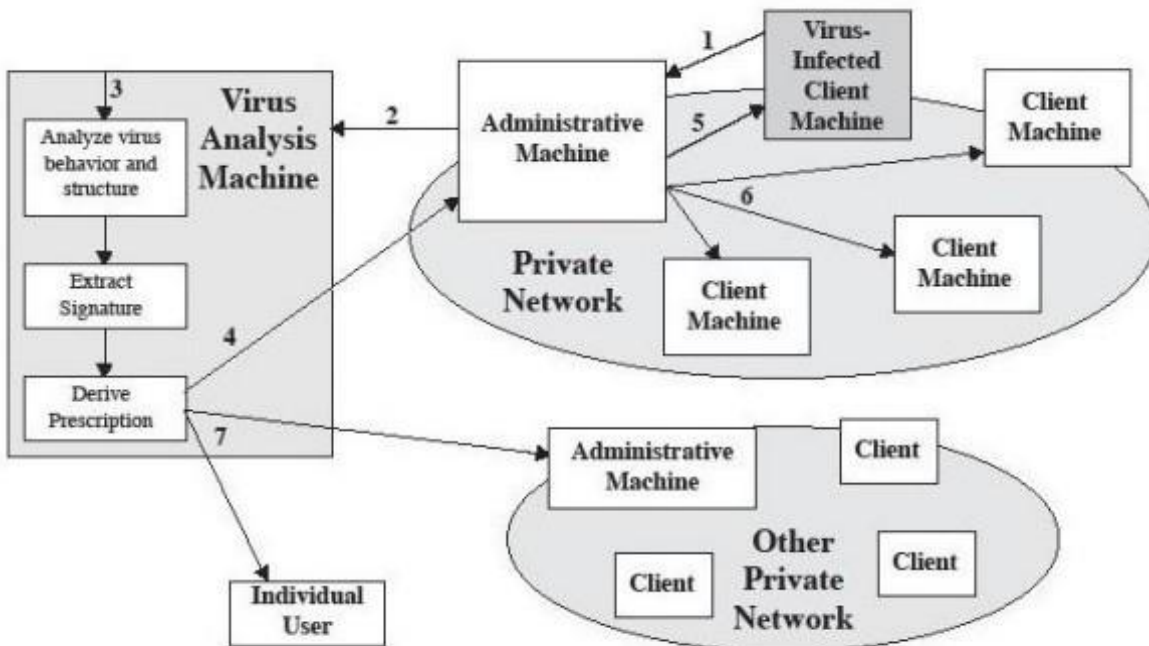 1
Virus-
Infected
Client
Machine
3
Virus
Analysis
Machine
2
Administrative
Machine
5
Client
Machine
Analyze virus
behavior and
structure
6
Client
Machine
Private
Network
Client
Machine
Extract
Signature
4
Derive
Prescription
7
Administrative
Machine
Client
Other
Private
Network
Client
Client
Individual
User